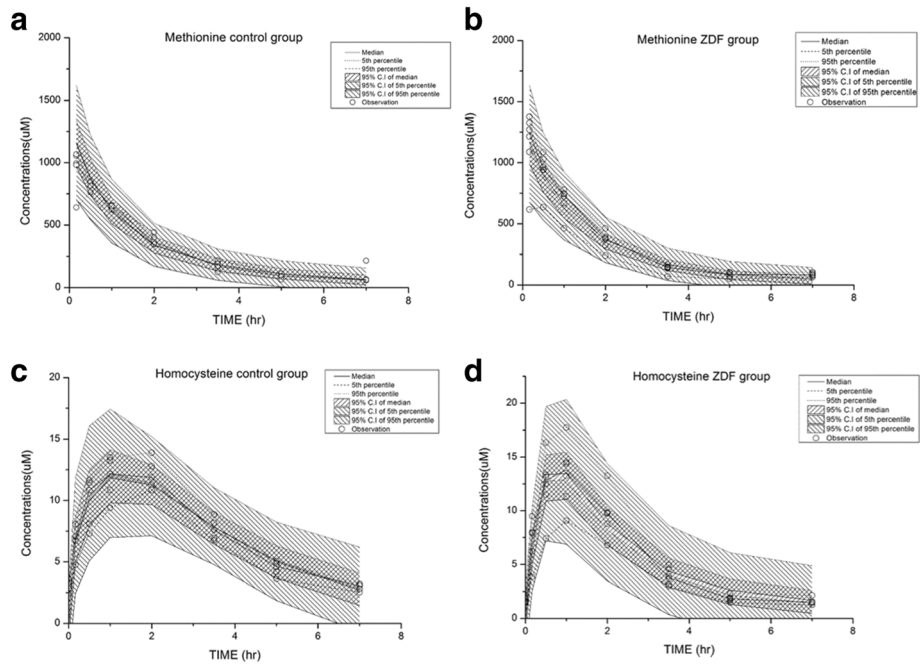 a
Methionine control group
2000
1500
1000
500
0
Concentrations(uM)
0 2 4 6 8
TIME (hr)
Median
5th percentile
95th percentile
95% C.I of median
95% C.I of 5th percentile
95% C.I of 95th percentile
Observation
b
Methionine ZDF group
2000
1500
1000
500
0
Concentrations(uM)
0 2 4 6 8
TIME (hr)
Median
5th percentile
95th percentile
95% C.I of median
95% C.I of 5th percentile
95% C.I of 95th percentile
Observation
c
Homocysteine control group
20
15
10
5
0
Concentrations(uM)
0 2 4 6 8
TIME (hr)
Median
5th percentile
95th percentile
95% C.I of median
95% C.I of 5th percentile
95% C.I of 95th percentile
Observation
d
Homocysteine ZDF group
20
15
10
5
0
Concentrations(uM)
0 2 4 6 8
TIME (hr)
Median
5th percentile
95th percentile
95% C.I of median
95% C.I of 5th percentile
95% C.I of 95th percentile
Observation